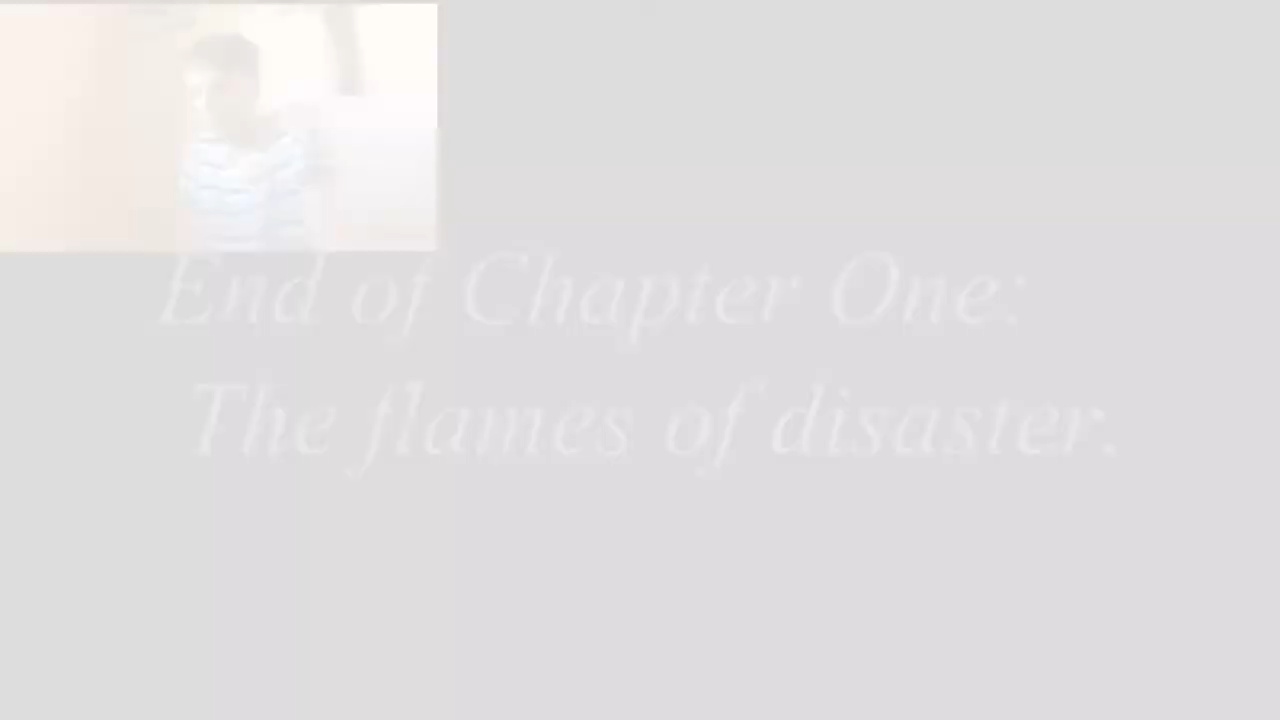 End of Chapter One:
The flames of disaster.